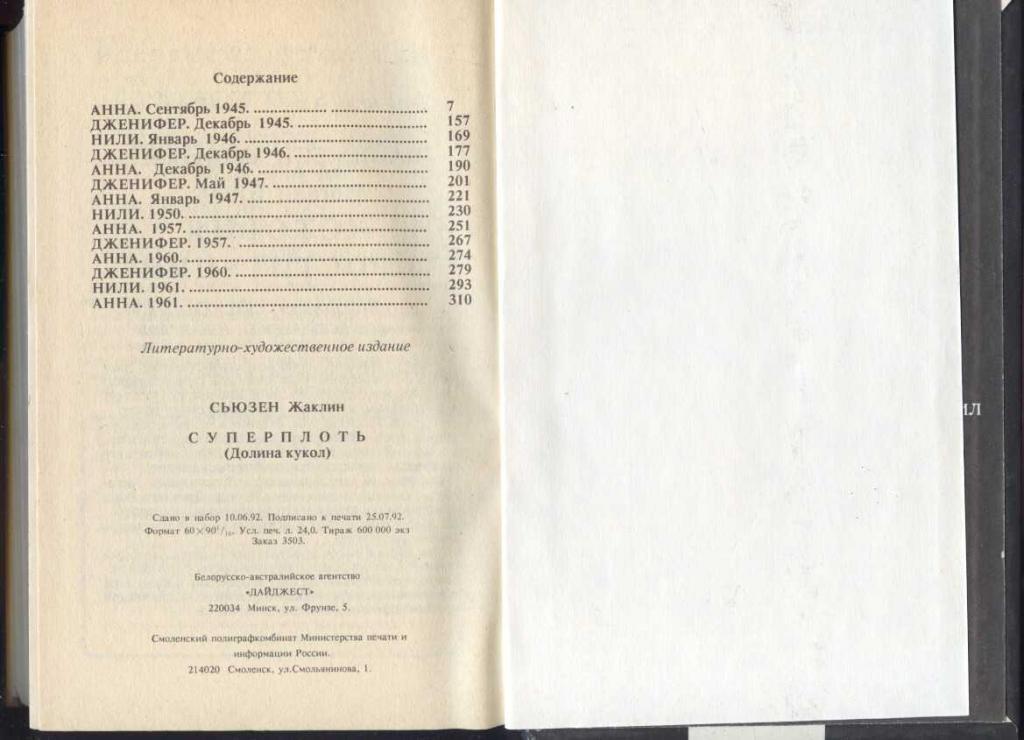 Содержание
АННА. Сентябрь 1945. 7
ДЖЕНИФЕР. Декабрь 1945. 157
НИЛИ. Январь 1946. 169
ДЖЕНИФЕР. Декабрь 1946. 177
АННА. Декабрь 1946. 190
ДЖЕНИФЕР. Май 1947. 201
АННА. Январь 1947. 221
НИЛИ. 1950. 230
АННА. 1957. 251
ДЖЕНИФЕР. 1957. 267
АННА. 1960. 274
ДЖЕНИФЕР. 1960. 279
НИЛИ. 1961. 293
АННА. 1961. 310
Литературно-художественное издание
СЬЮЗЕН Жаклин
СУПЕРПЛОТЬ
(Долина кукол)
Сдано в набор 10.06.92. Подписано к печати 25.07.92.
Формат 60×90¹/₁₆. Усл. печ. л. 24,0. Тираж 600 000 экз
Заказ 3503.
Белорусско-австралийское агентство
«ДАЙДЖЕСТ»
220034 Минск, ул. Фрунзе, 5.
Смоленский полиграфкомбинат Министерства печати и
информации России.
214020 Смоленск, ул.Смольянинова, 1.